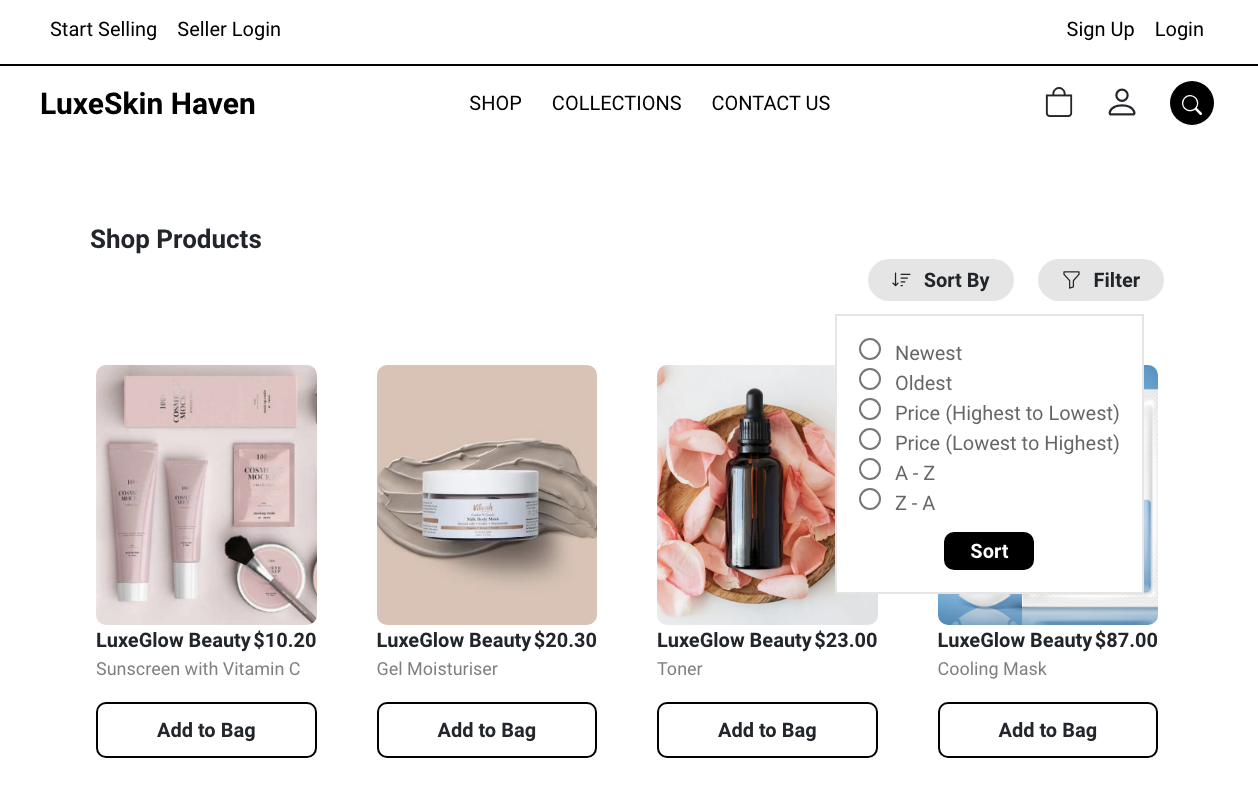 Start Selling Seller Login Sign Up Login
LuxeSkin Haven SHOP COLLECTIONS CONTACT US
Shop Products
Sort By Filter
Newest
Oldest
Price (Highest to Lowest)
Price (Lowest to Highest)
A - Z
Z - A
Sort
Milk Body Mask
LuxeGlow Beauty $10.20 LuxeGlow Beauty $20.30 LuxeGlow Beauty $23.00 LuxeGlow Beauty $87.00
Sunscreen with Vitamin C Gel Moisturiser Toner Cooling Mask
Add to Bag Add to Bag Add to Bag Add to Bag